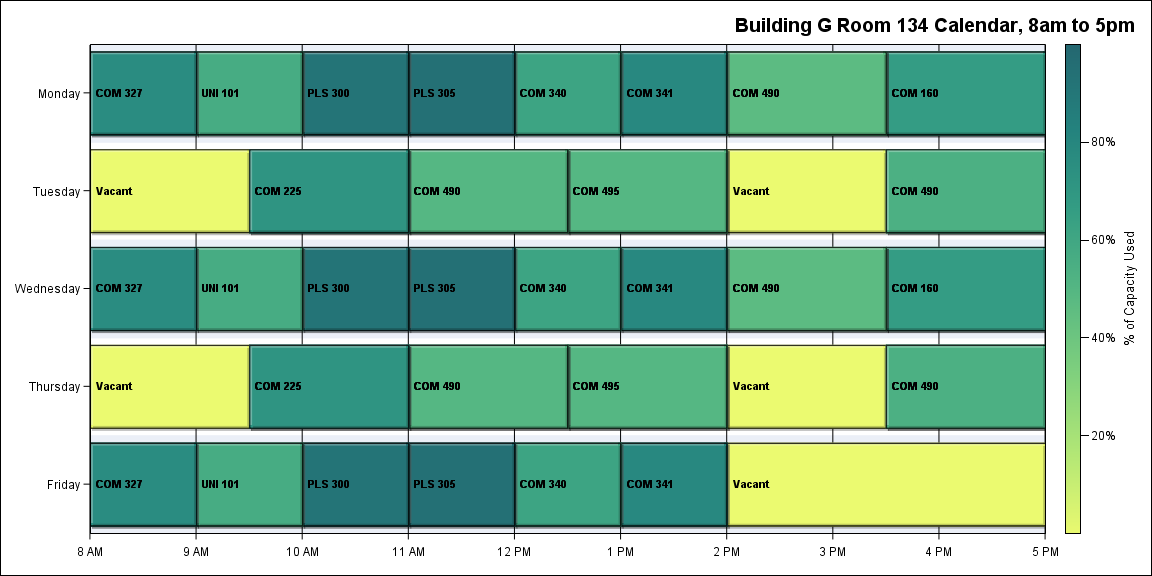 Building G Room 134 Calendar, 8am to 5pm
Monday
COM 327
UNI 101
PLS 300
PLS 305
COM 340
COM 341
COM 490
COM 160
Tuesday
Vacant
COM 225
COM 490
COM 495
Vacant
COM 490
Wednesday
COM 327
UNI 101
PLS 300
PLS 305
COM 340
COM 341
COM 490
COM 160
Thursday
Vacant
COM 225
COM 490
COM 495
Vacant
COM 490
Friday
COM 327
UNI 101
PLS 300
PLS 305
COM 340
COM 341
Vacant
8 AM
9 AM
10 AM
11 AM
12 PM
1 PM
2 PM
3 PM
4 PM
5 PM
80%
60%
40%
20%
% of Capacity Used